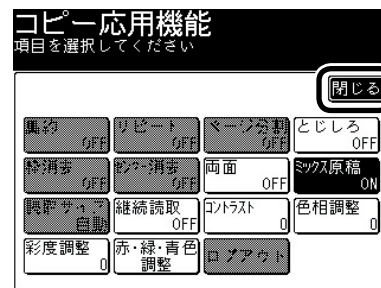 コピー応用機能
項目を選択してください
閉じる
集約 OFF
リピート OFF
ページ分割 OFF
とじしろ OFF
枠消去 OFF
センター消去 OFF
両面 OFF
ミックス原稿 ON
読取サイズ 自動
継続読取 OFF
コントラスト 0
色相調整 0
彩度調整 0
赤・緑・青色調整
ログアウト